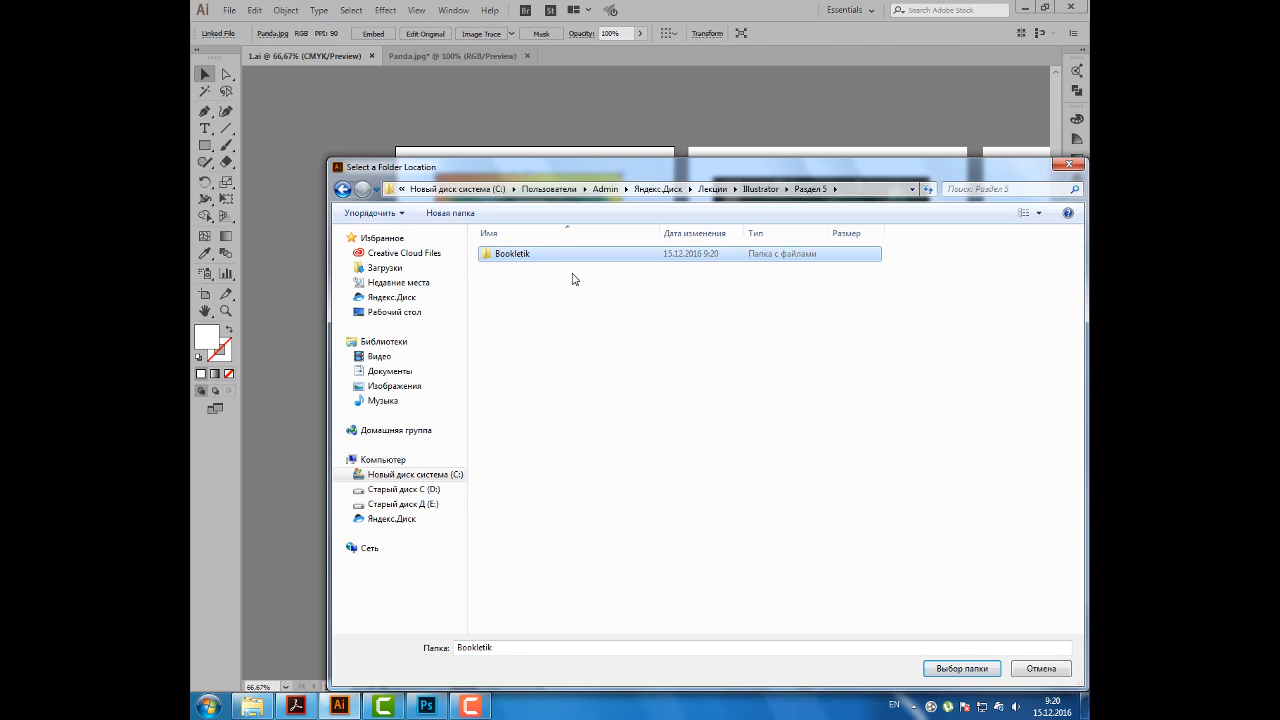 Ai File Edit Object Type Select Effect View Window Help Br St Essentials Search Adobe Stock
Linked File Panda.jpg RGB PPI: 90 Embed Edit Original Image Trace Mask Opacity: 100% Transform
1.ai @ 66,67% (CMYK/Preview) × Panda.jpg* @ 100% (RGB/Preview) ×
Ai Select a Folder Location
« Новый диск система (C:) Пользователи Admin Яндекс.Диск Лекции Illustrator Раздел 5 Поиск: Раздел 5
Упорядочить Новая папка
Имя Дата изменения Тип Размер
Bookletik 15.12.2016 9:20 Папка с файлами
Избранное
Creative Cloud Files
Загрузки
Недавние места
Яндекс.Диск
Рабочий стол
Библиотеки
Видео
Документы
Изображения
Музыка
Домашняя группа
Компьютер
Новый диск система (C:)
Старый диск С (D:)
Старый диск Д (E:)
Яндекс.Диск
Сеть
Папка: Bookletik
Выбор папки Отмена
66,67%
Ai Ps EN 9:20
15.12.2016